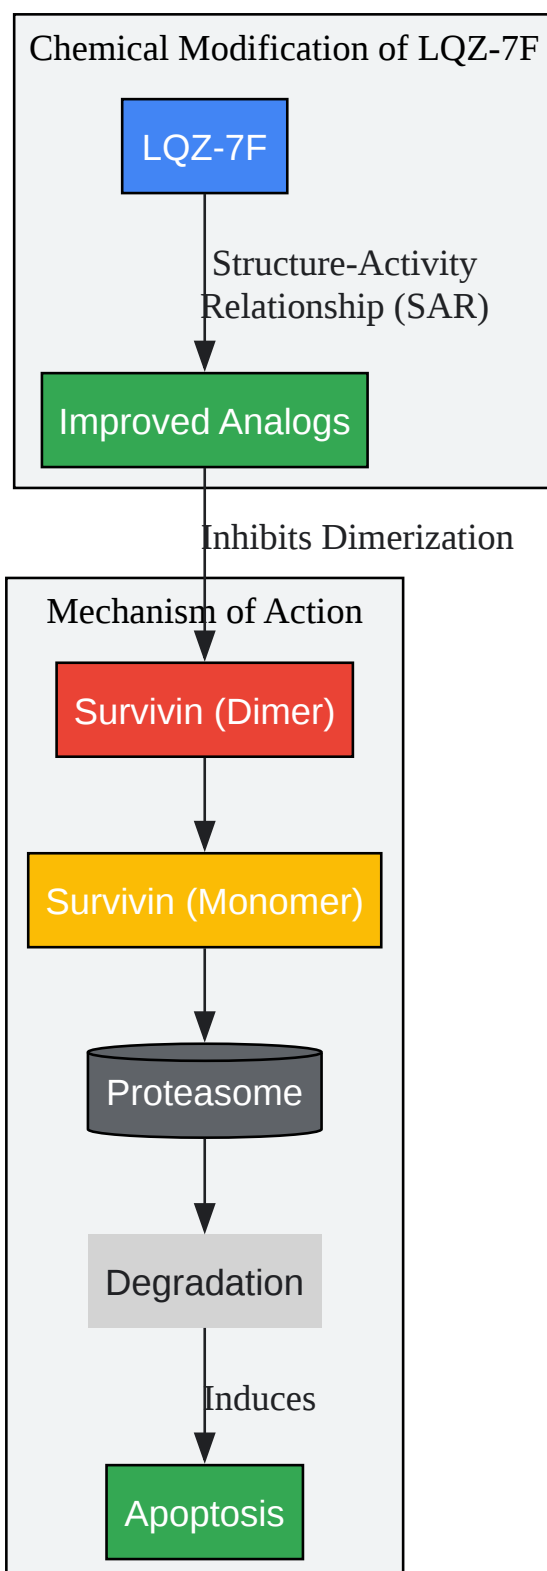 Chemical Modification of LQZ-7F
LQZ-7F
Structure-Activity
Relationship (SAR)
Improved Analogs
Inhibits Dimerization
Mechanism of Action
Survivin (Dimer)
Survivin (Monomer)
Proteasome
Degradation
Induces
Apoptosis